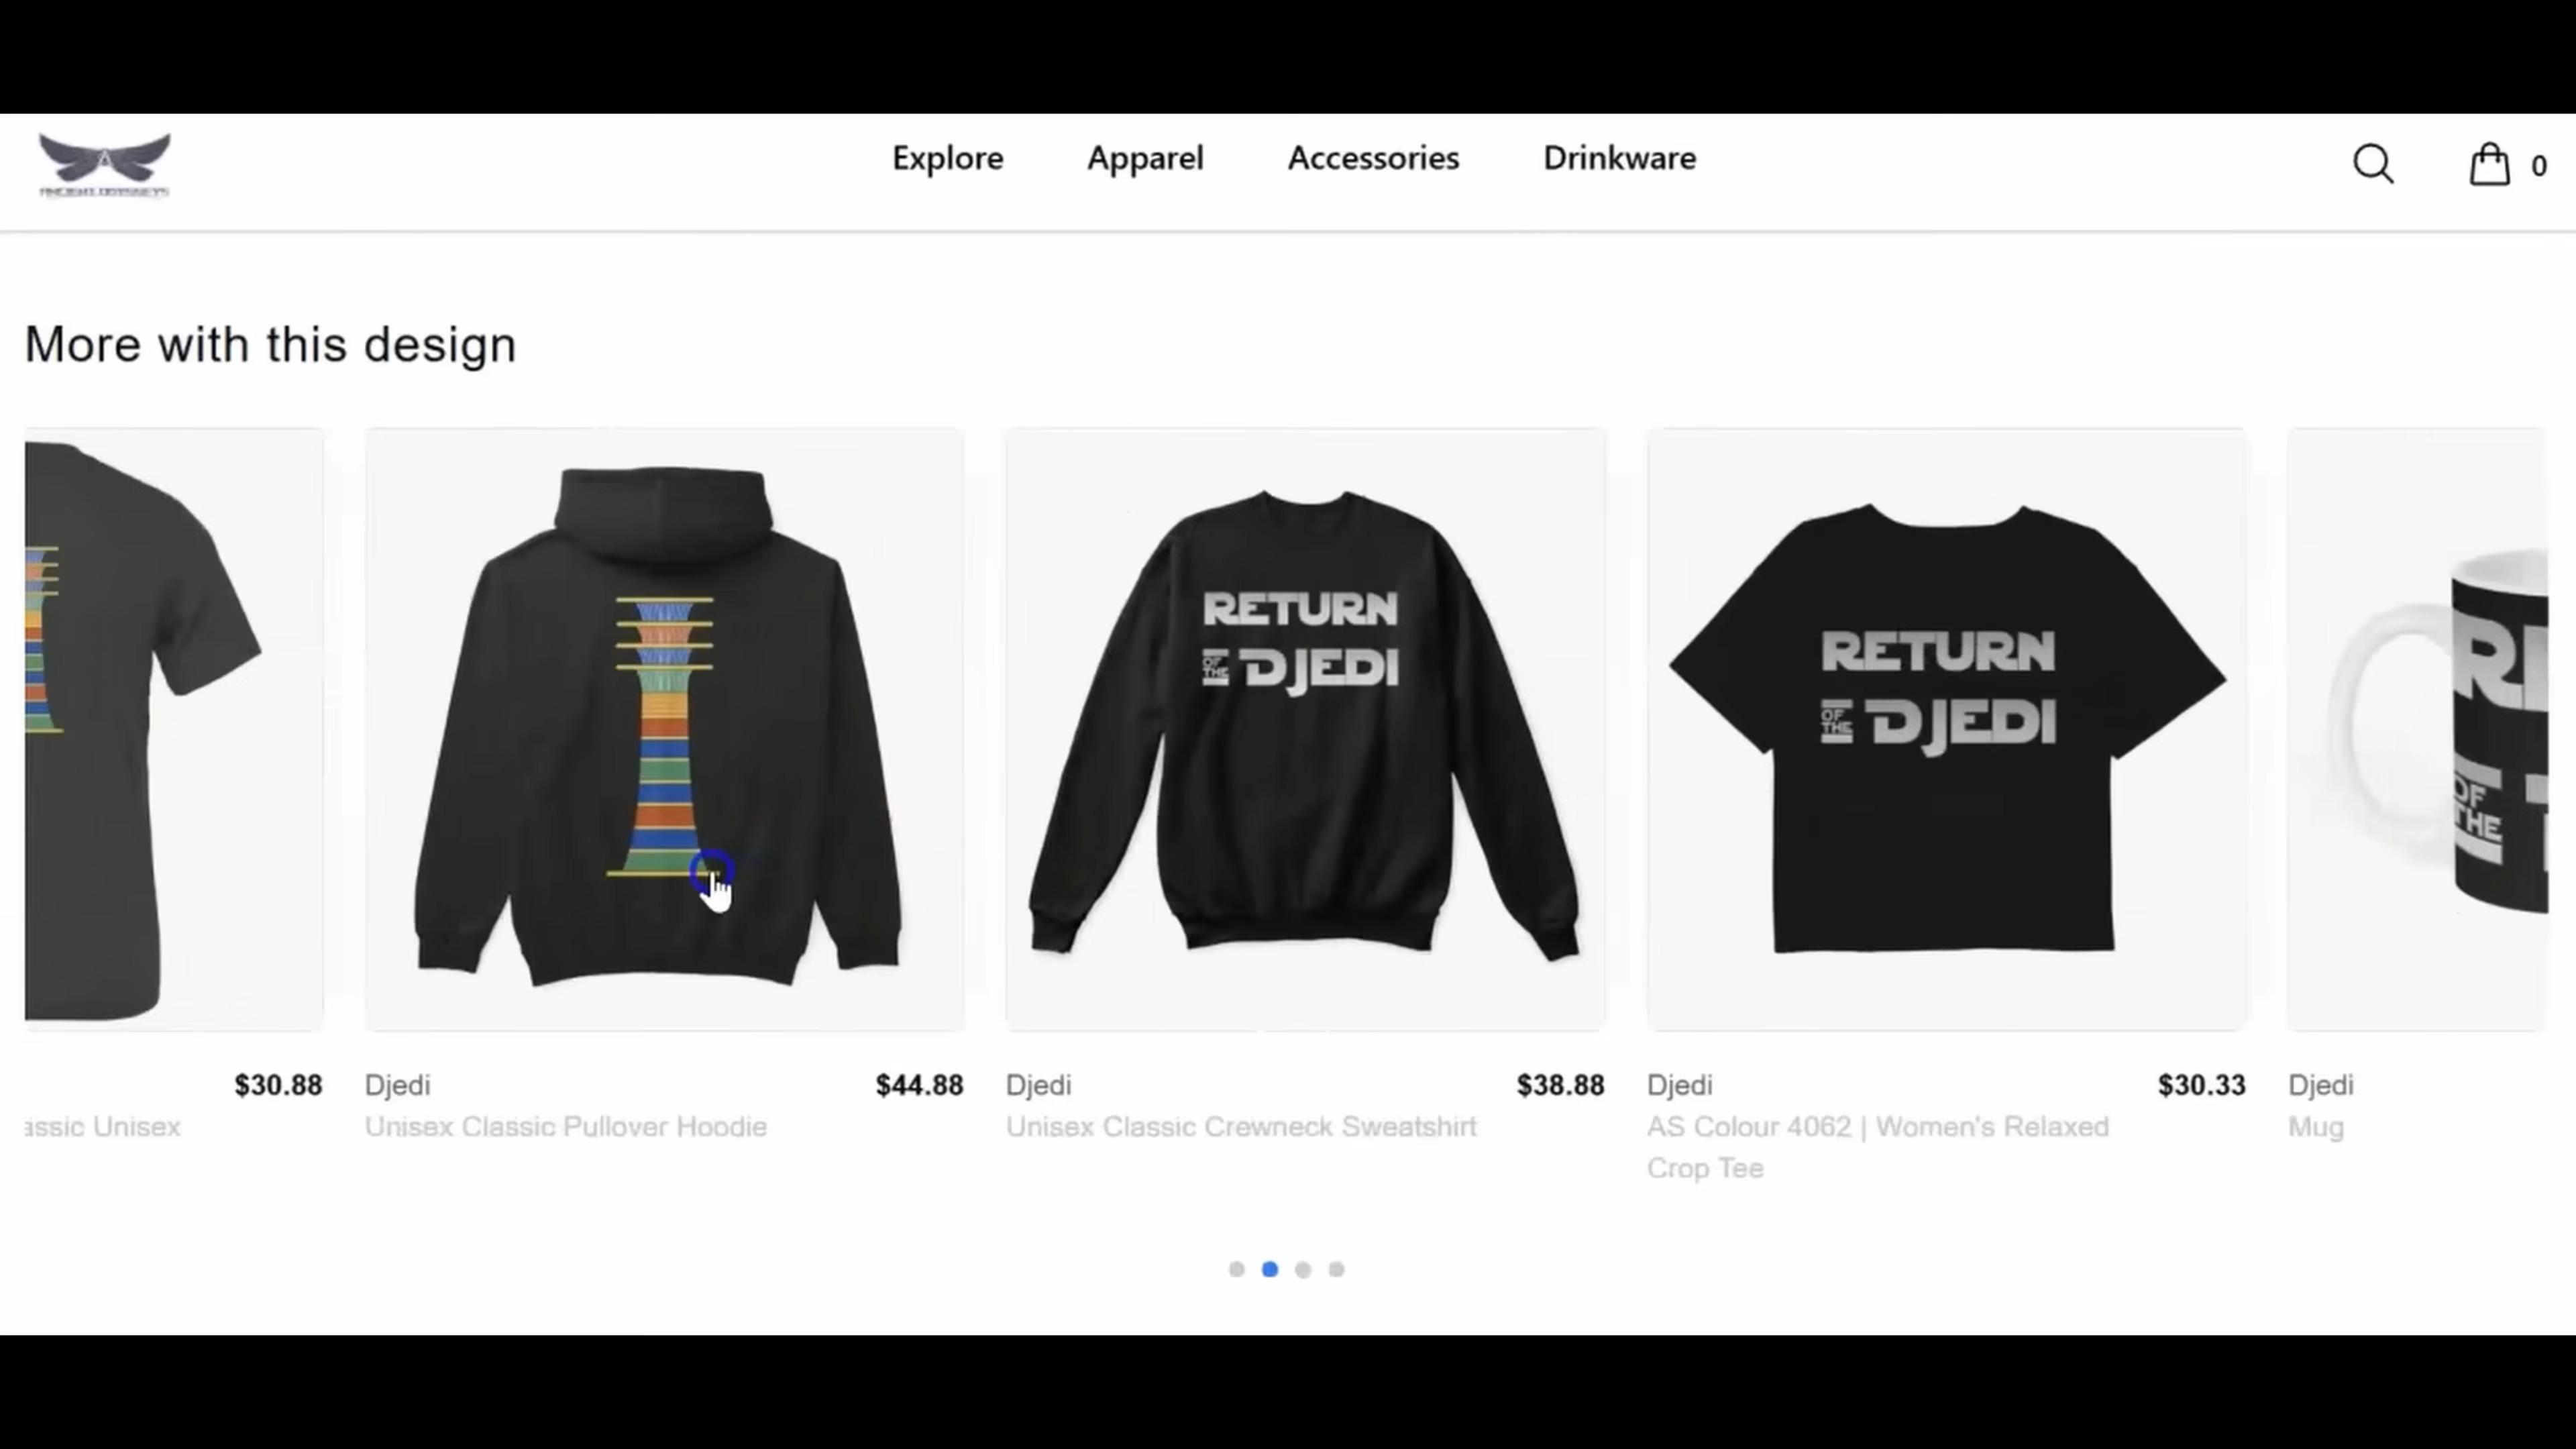 ANCIENT ODYSSEYS
Explore
Apparel
Accessories
Drinkware
0
More with this design
RETURN
OF THE DJEDI
RETURN
OF THE DJEDI
OF
THE
$30.88
assic Unisex
Djedi
$44.88
Unisex Classic Pullover Hoodie
Djedi
$38.88
Unisex Classic Crewneck Sweatshirt
Djedi
$30.33
AS Colour 4062 | Women's Relaxed
Crop Tee
Djedi
Mug